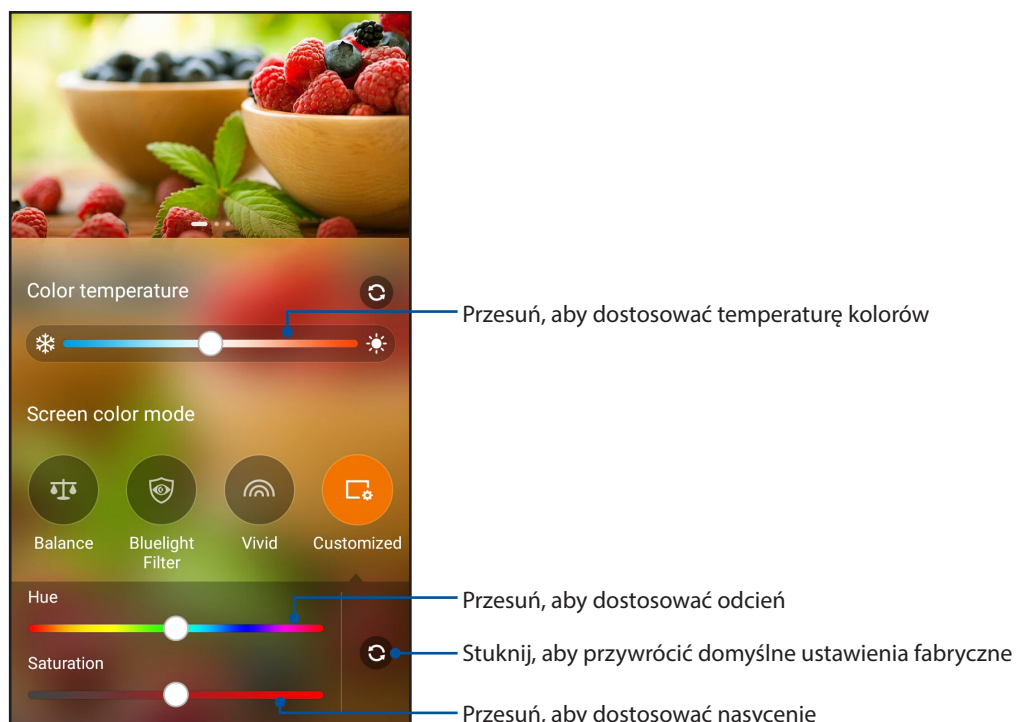 Color temperature
Przesuń, aby dostosować temperaturę kolorów
Screen color mode
Balance
Bluelight
Filter
Vivid
Customized
Hue
Przesuń, aby dostosować odcień
Stuknij, aby przywrócić domyślne ustawienia fabryczne
Saturation
Przesuń, aby dostosować nasycenie